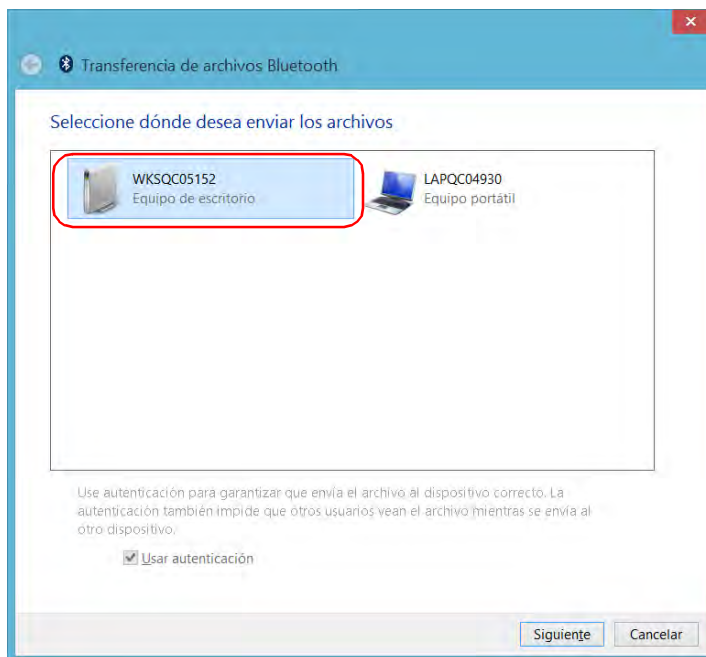 Transferencia de archivos Bluetooth
Seleccione dónde desea enviar los archivos
WKSQC05152
Equipo de escritorio
LAPQC04930
Equipo portátil
Use autenticación para garantizar que envía el archivo al dispositivo correcto. La
autenticación también impide que otros usuarios vean el archivo mientras se envía al
otro dispositivo.
Usar autenticación
Siguiente
Cancelar